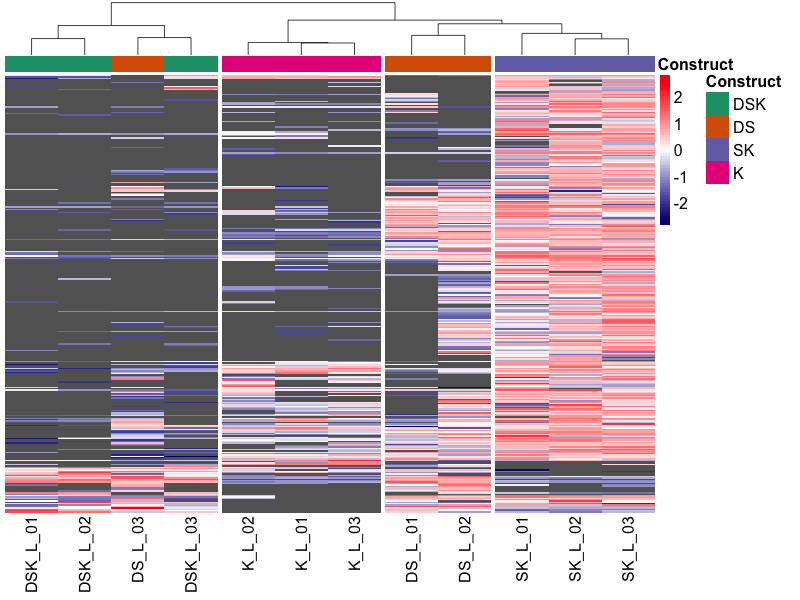 Construct
Construct
2
1
0
-1
-2
DSK
DS
SK
K
DSK_L_01
DSK_L_02
DS_L_03
DSK_L_03
K_L_02
K_L_01
K_L_03
DS_L_01
DS_L_02
SK_L_01
SK_L_02
SK_L_03